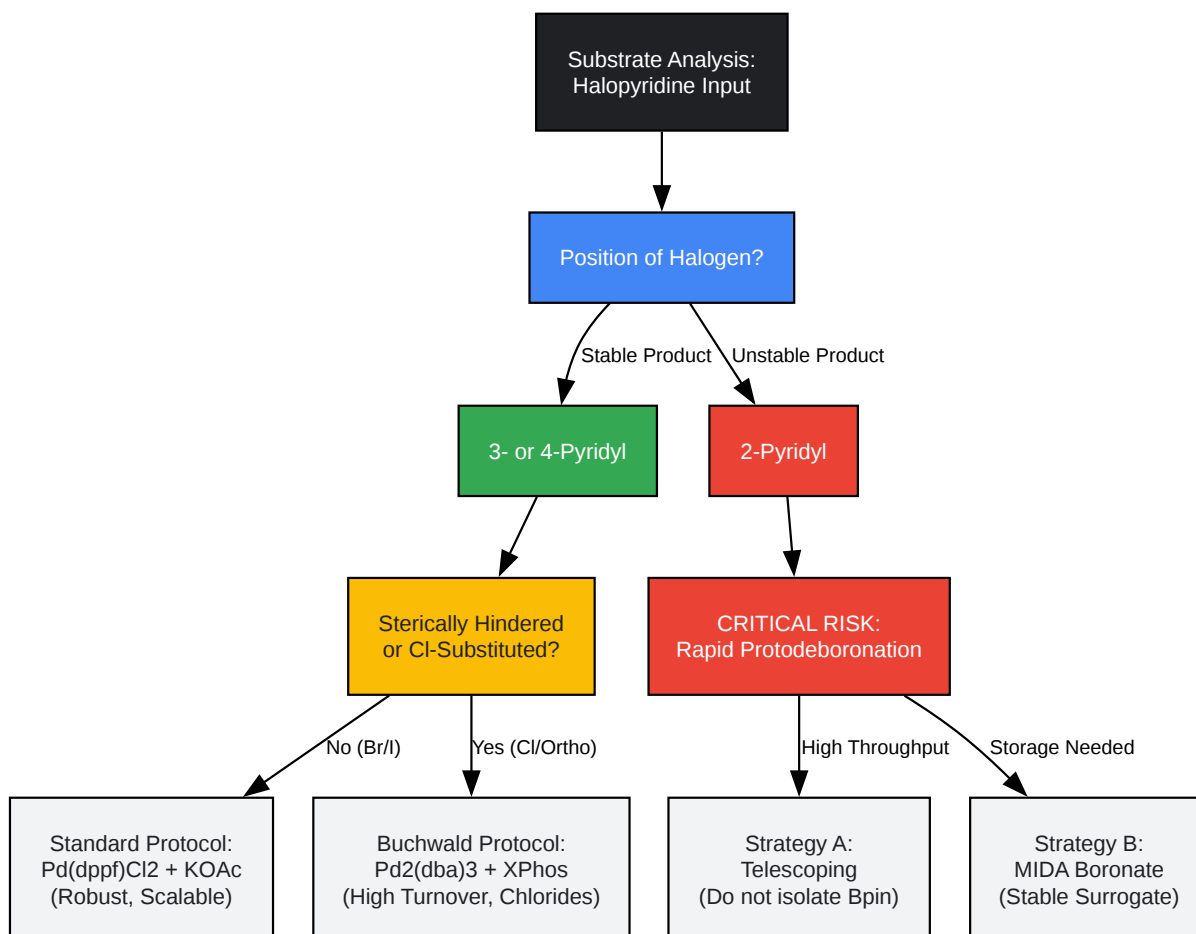 Substrate Analysis:
Halopyridine Input
Position of Halogen?
Stable Product
Unstable Product
3- or 4-Pyridyl
2-Pyridyl
Sterically Hindered
or Cl-Substituted?
CRITICAL RISK:
Rapid Protodeboronation
No (Br/I)
Yes (Cl/Ortho)
High Throughput
Storage Needed
Standard Protocol:
Pd(dppf)Cl2 + KOAc
(Robust, Scalable)
Buchwald Protocol:
Pd2(dba)3 + XPhos
(High Turnover, Chlorides)
Strategy A:
Telescoping
(Do not isolate Bpin)
Strategy B:
MIDA Boronate
(Stable Surrogate)